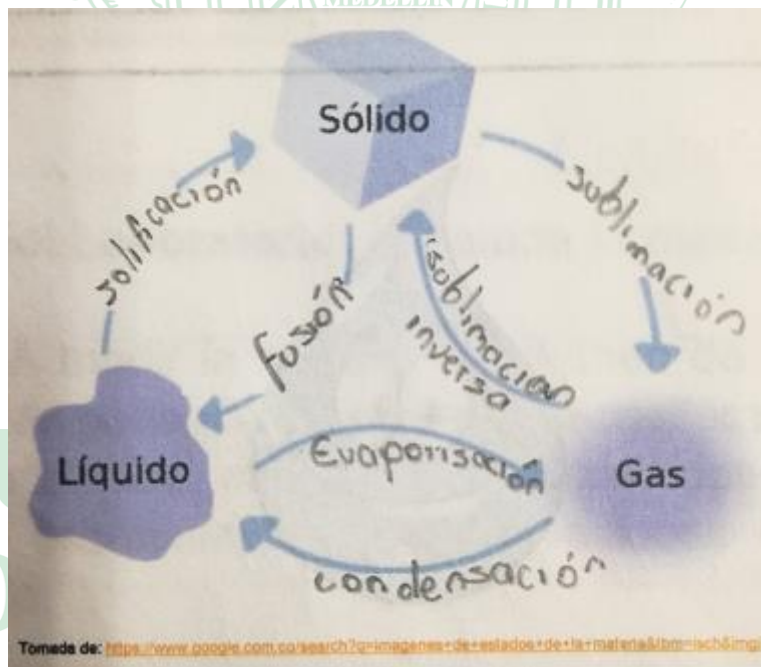 MEDELLÍN
Sólido
solificación
sublimación
fusión
sublimacion
inversa
Líquido
Evaporisación
Gas
condensación
Tomada de: https://www.google.com.co/search?q=imagenes+de+estados+de+la+materia&tbm=isch&img